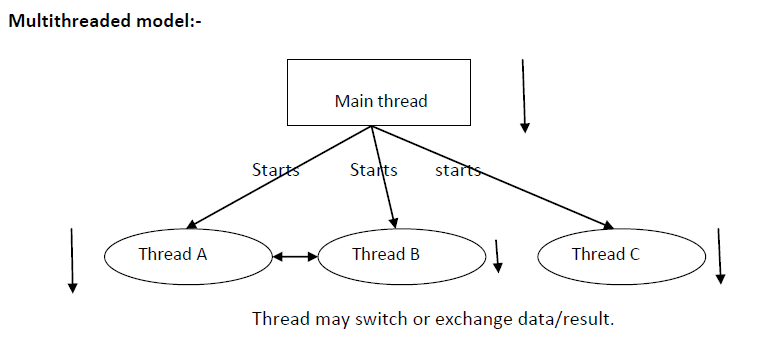 Multithreaded model:-
Main thread
Starts Starts starts
Thread A Thread B Thread C
Thread may switch or exchange data/result.